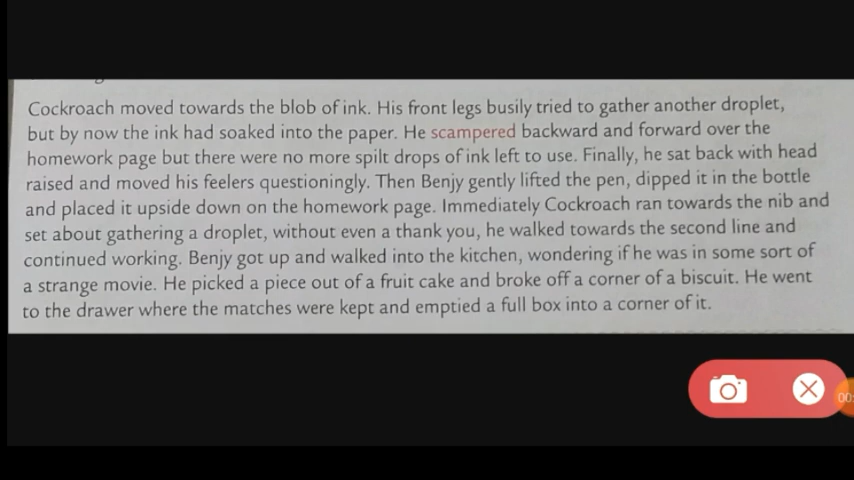 Cockroach moved towards the blob of ink. His front legs busily tried to gather another droplet,
but by now the ink had soaked into the paper. He scampered backward and forward over the
homework page but there were no more spilt drops of ink left to use. Finally, he sat back with head
raised and moved his feelers questioningly. Then Benjy gently lifted the pen, dipped it in the bottle
and placed it upside down on the homework page. Immediately Cockroach ran towards the nib and
set about gathering a droplet, without even a thank you, he walked towards the second line and
continued working. Benjy got up and walked into the kitchen, wondering if he was in some sort of
a strange movie. He picked a piece out of a fruit cake and broke off a corner of a biscuit. He went
to the drawer where the matches were kept and emptied a full box into a corner of it.